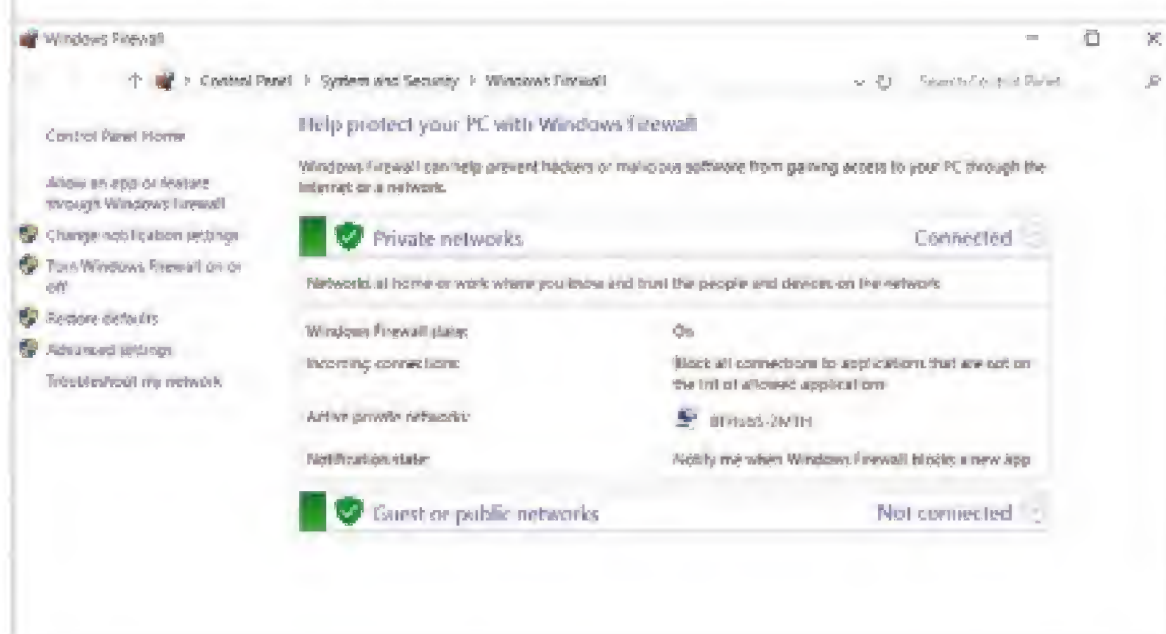 Windows Firewall
Control Panel > System and Security > Windows Firewall
Search Control Panel
Control Panel Home
Allow an app or feature
through Windows Firewall
Change notification settings
Turn Windows Firewall on or
off
Restore defaults
Advanced settings
Troubleshoot my network
Help protect your PC with Windows Firewall
Windows Firewall can help prevent hackers or malicious software from gaining access to your PC through the
Internet or a network.
Private networks Connected
Networks at home or work where you know and trust the people and devices on the network
Windows Firewall state: On
Incoming connections: Block all connections to applications that are not on
the list of allowed applications
Active private networks:
Notification state: Notify me when Windows Firewall blocks a new app
Guest or public networks Not connected